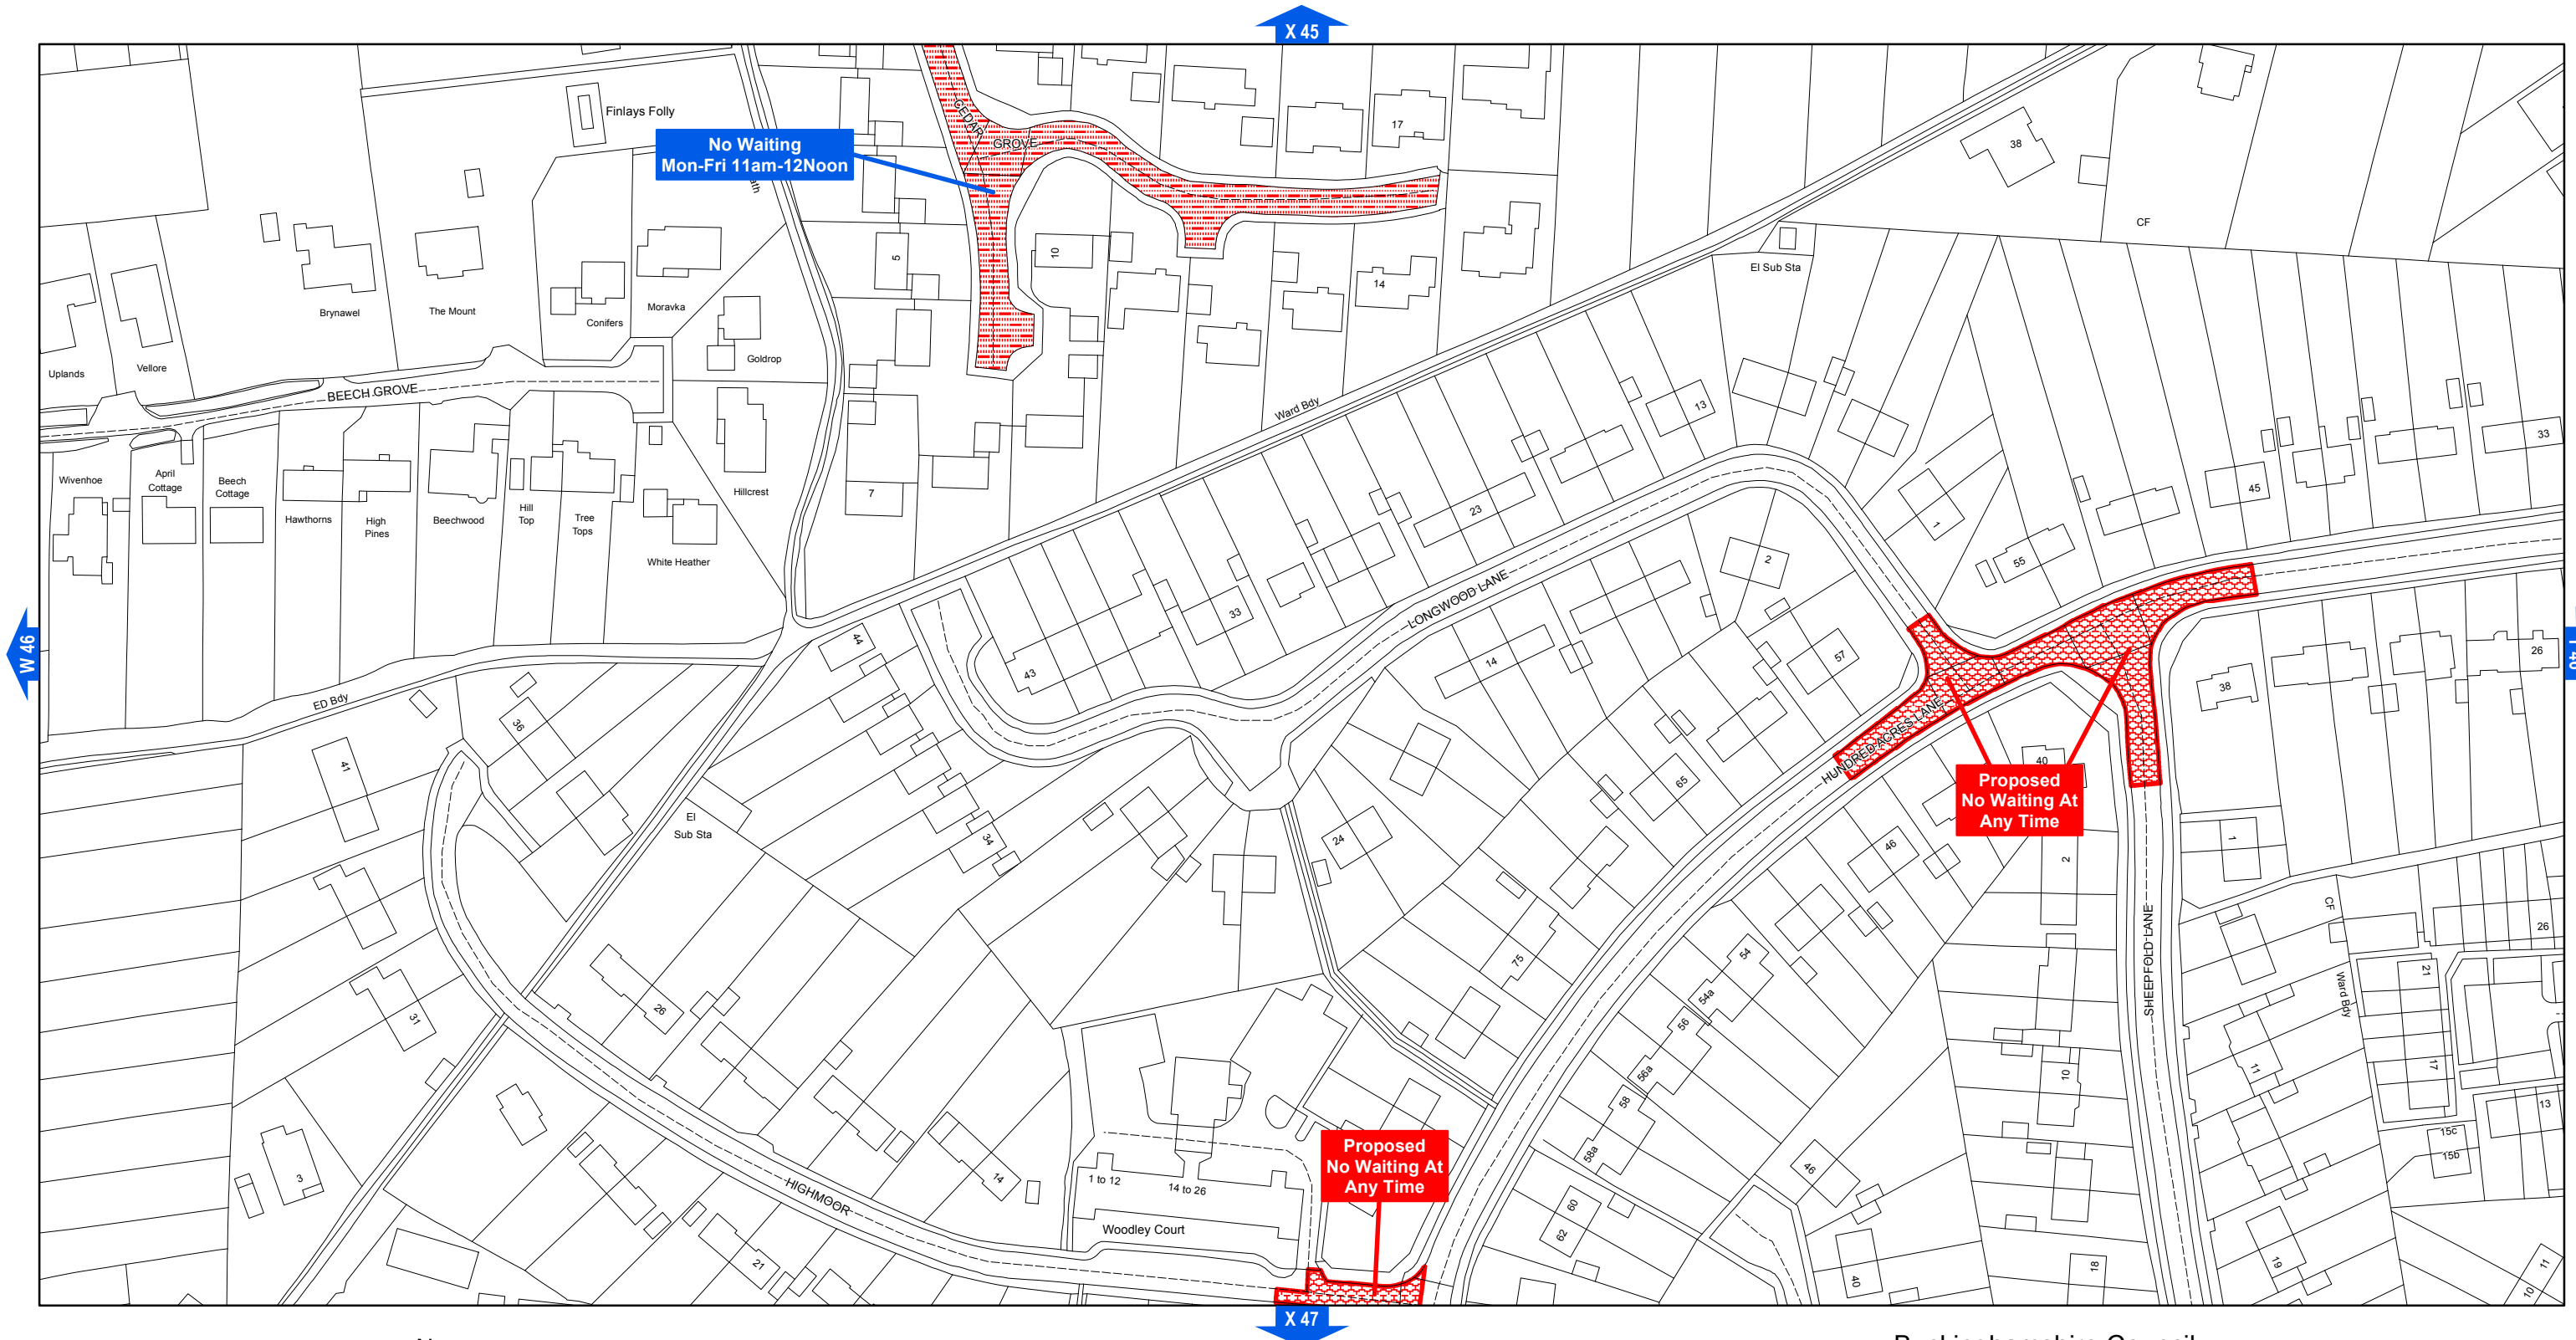 X 45
Finlays Folly
No Waiting
Mon-Fri 11am-12Noon
CEDAR
GROVE
17
38
CF
5
10
14
El Sub Sta
Brynawel
The Mount
Conifers
Moravka
Goldrop
Uplands
Vellore
BEECH GROVE
Ward Bdy
13
33
Wivenhoe
April
Cottage
Beech
Cottage
Hawthorns
High
Pines
Beechwood
Hill
Top
Tree
Tops
Hillcrest
White Heather
7
23
1
45
55
2
LONGWOOD LANE
33
44
43
14
57
38
26
W 46
ED Bdy
36
41
HUNDRED ACRES LANE
40
Proposed
No Waiting At
Any Time
65
El
Sub Sta
34
24
46
2
1
CF
26
SHEEPFOLD LANE
75
54
54a
56
56a
58
58a
Ward Bdy
21
17
26
31
11
10
13
15c
15b
3
14
1 to 12
14 to 26
Woodley Court
Proposed
No Waiting At
Any Time
HIGHMOOR
60
62
46
40
18
19
11
10
21
X 47